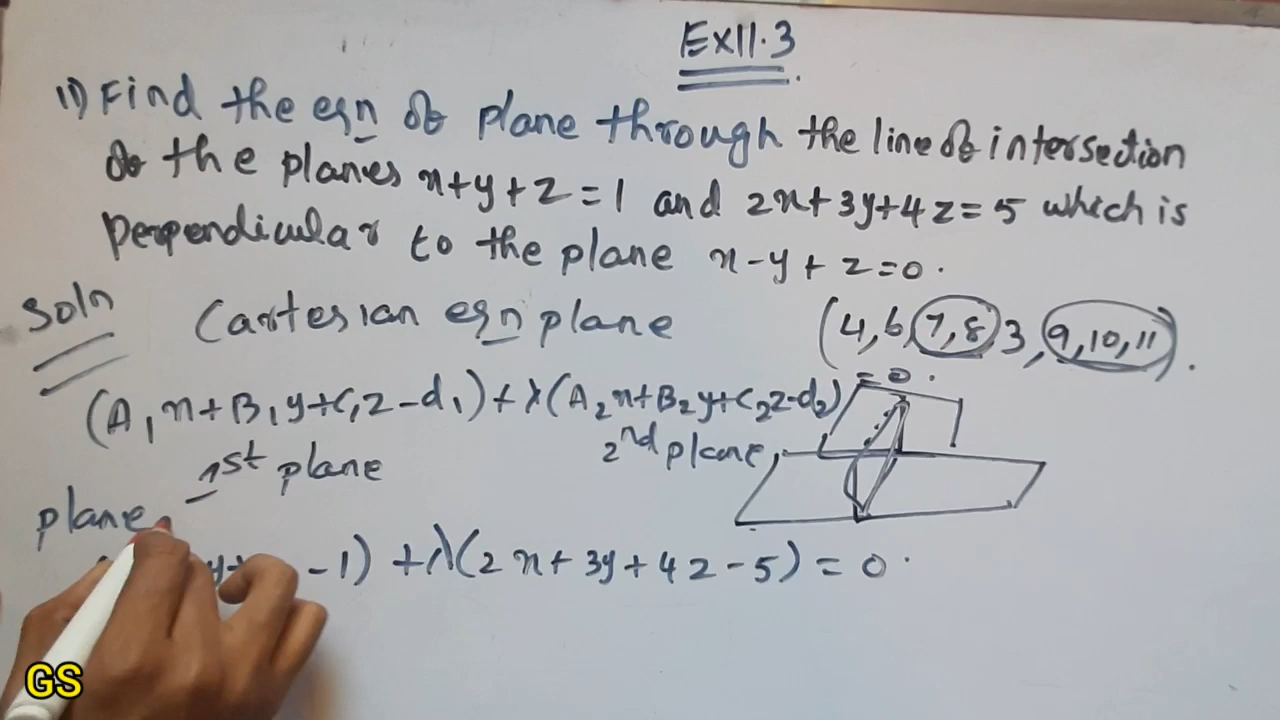 Ex11.3
11) Find the eqn of plane through the line of intersection
of the planes x+y+z=1 and 2x+3y+4z=5 which is
perpendicular to the plane x-y+z=0.
Soln
Cartesian eqn plane
(4,6,7,8,3,9,10,11).
(A₁x+B₁y+C₁z-d₁)+λ(A₂x+B₂y+C₂z-d₂)=0.
1st plane 2nd plane
plane
-1) +λ(2x+3y+4z-5)=0.
GS